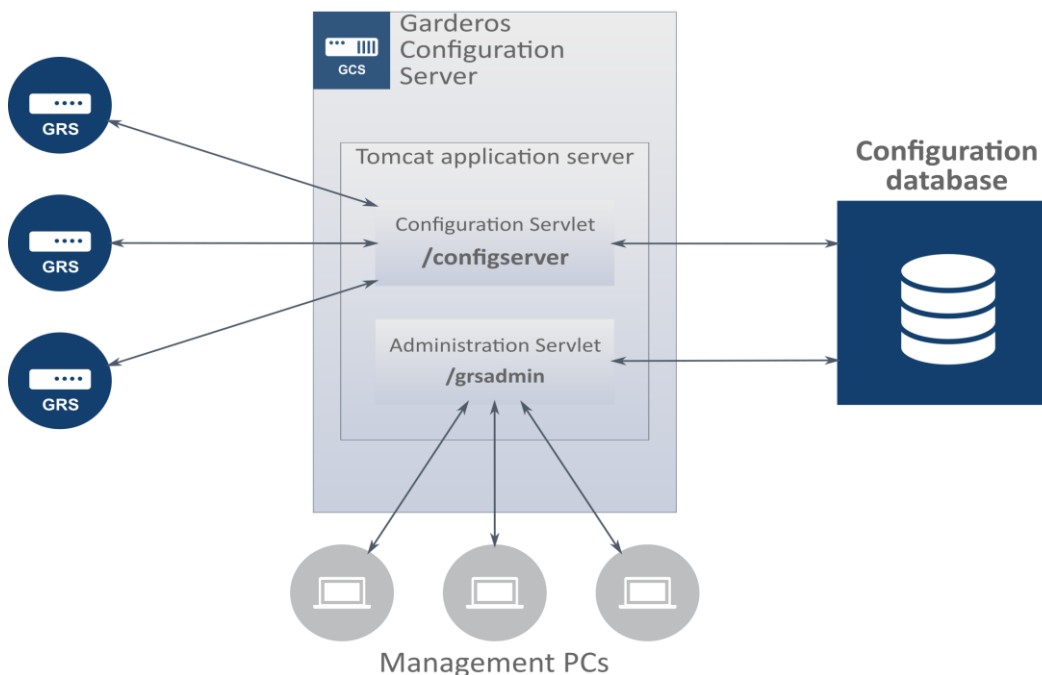 Garderos
Configuration
Server
GCS
GRS
GRS
GRS
Tomcat application server
Configuration Servlet
/configserver
Administration Servlet
/grsadmin
Configuration
database
Management PCs